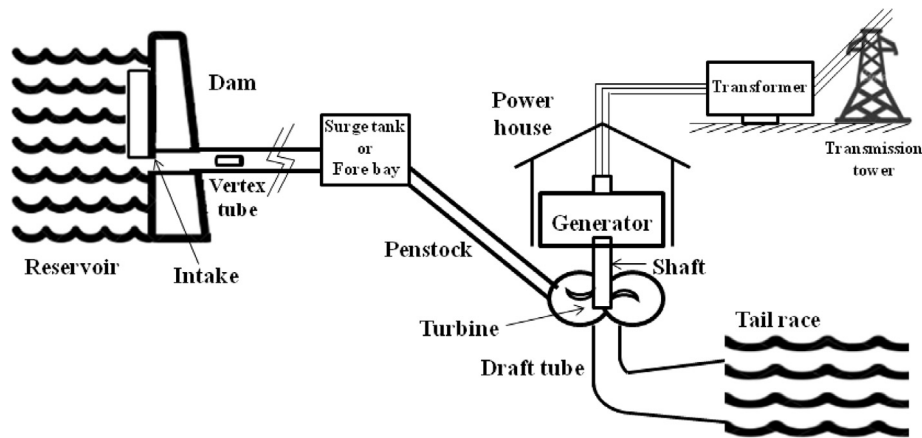 Dam
Surge tank
or
Fore bay
Vertex
tube
Reservoir
Intake
Penstock
Power
house
Transformer
Transmission
tower
Generator
Shaft
Turbine
Draft tube
Tail race